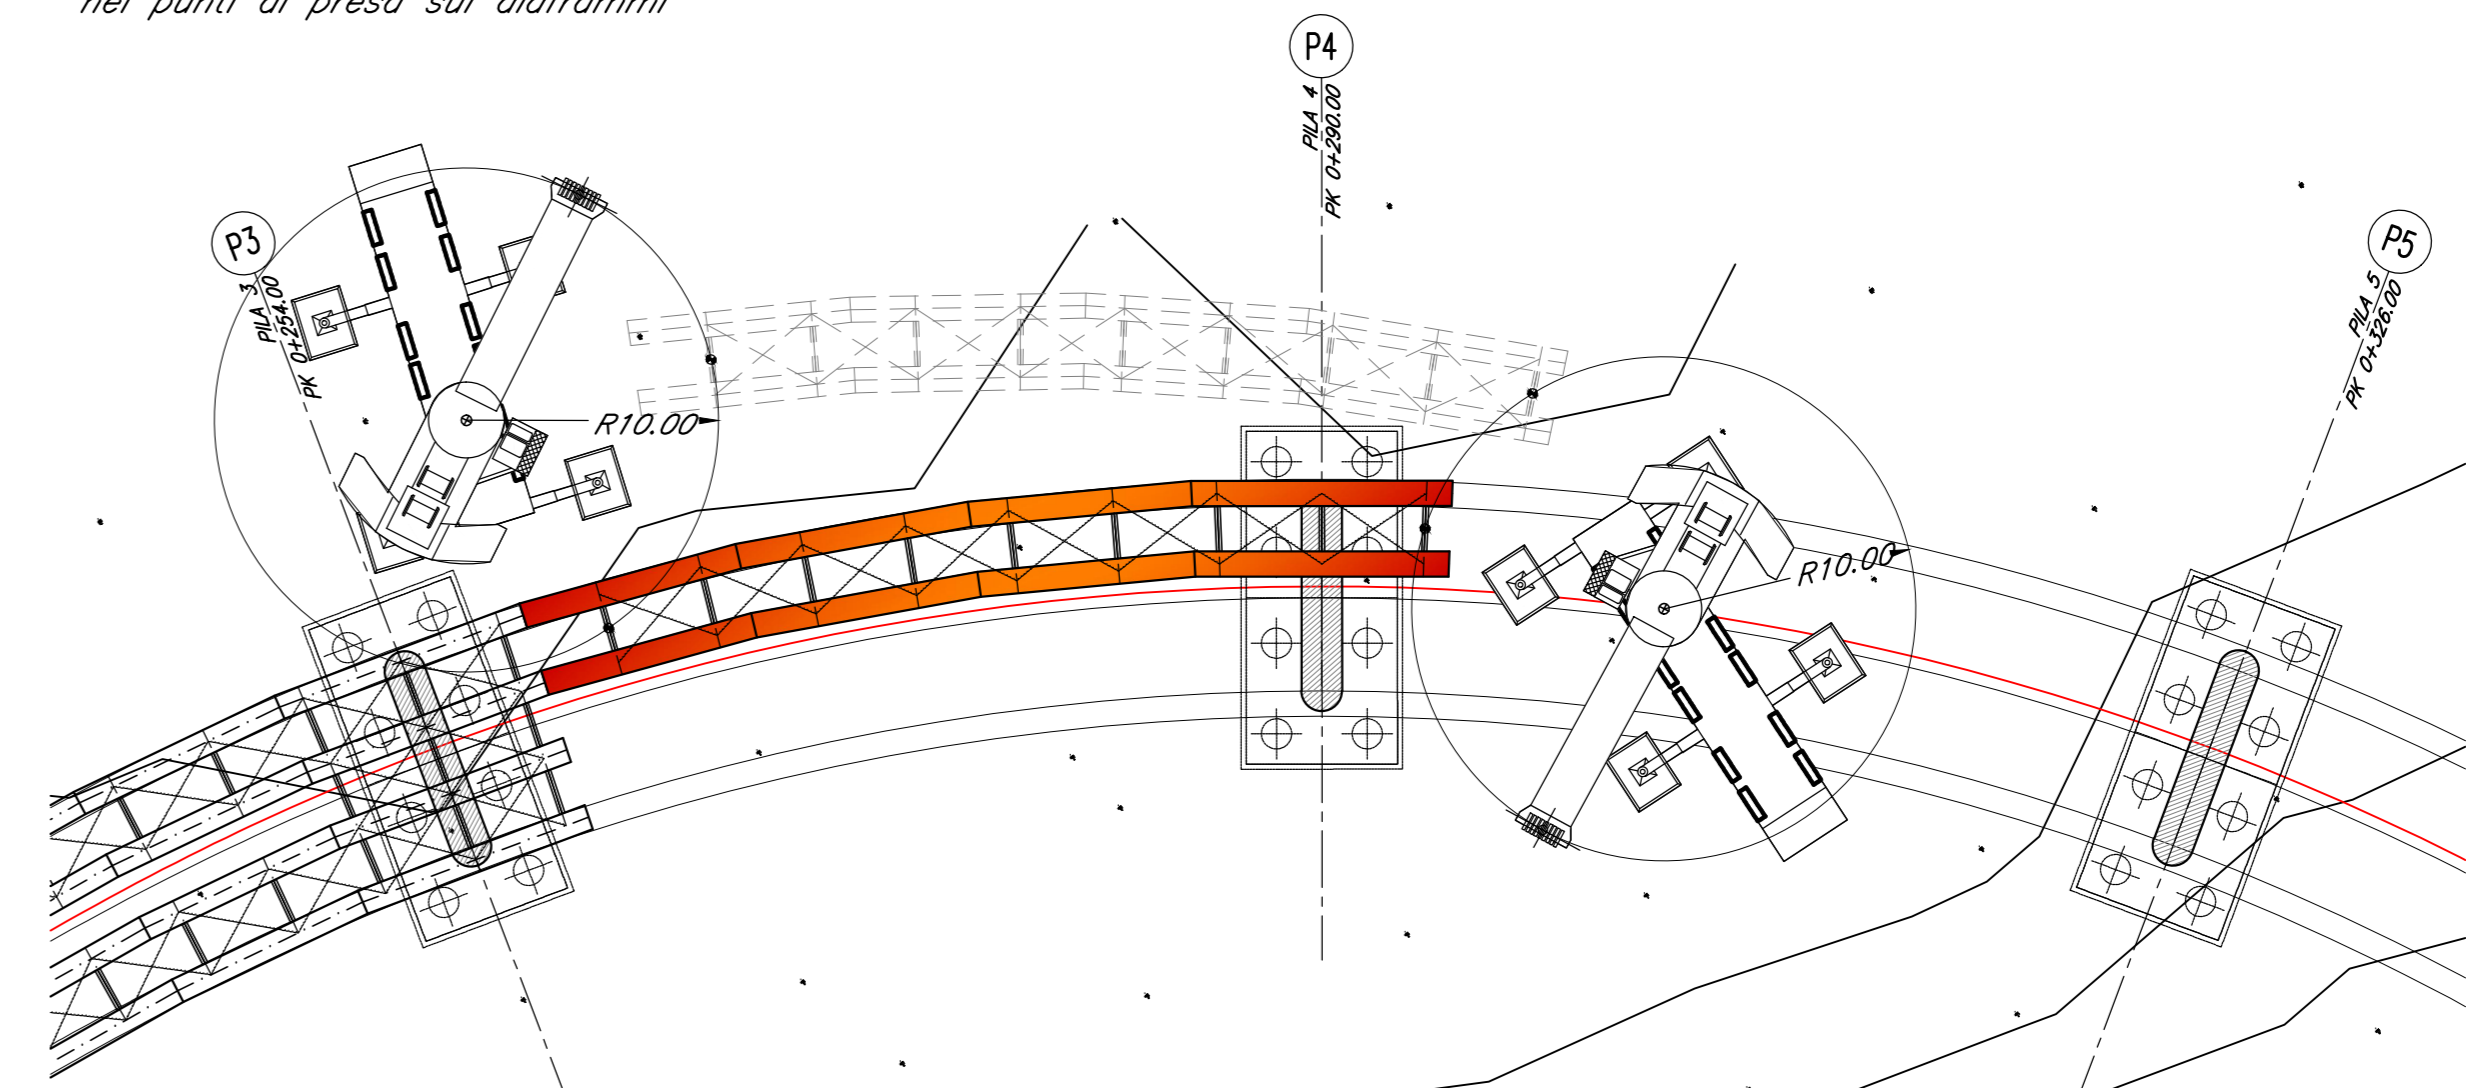 nei punti di presa sui diaframmi
P4
PILA 4
PK 0+290.00
P3
PILA 3
PK 0+254.00
P5
PILA 5
PK 0+326.00
R10.00
R10.00